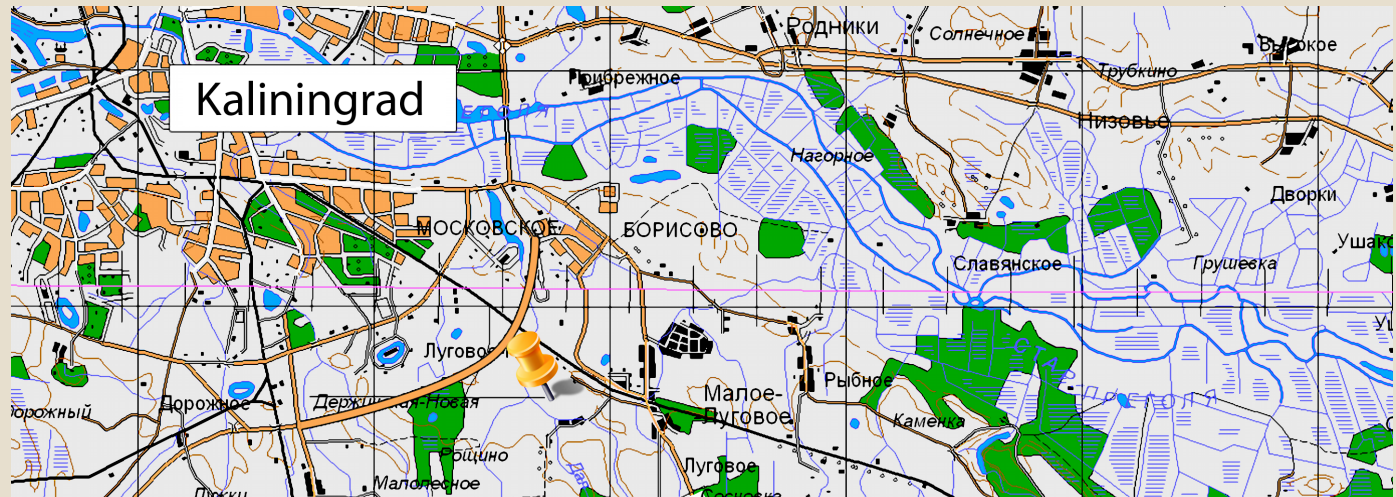 Родники
Солнечное
Высокое
Трубкино
Прибрежное
Kaliningrad
Низовье
Нагорное
Дворки
МОСКОВСКОЕ
БОРИСОВО
Славянское
Грушевка
Луговое
Малое-
Луговое
Рыбное
Дорожное
Каменка
Рощино
Луговое
Малолесное